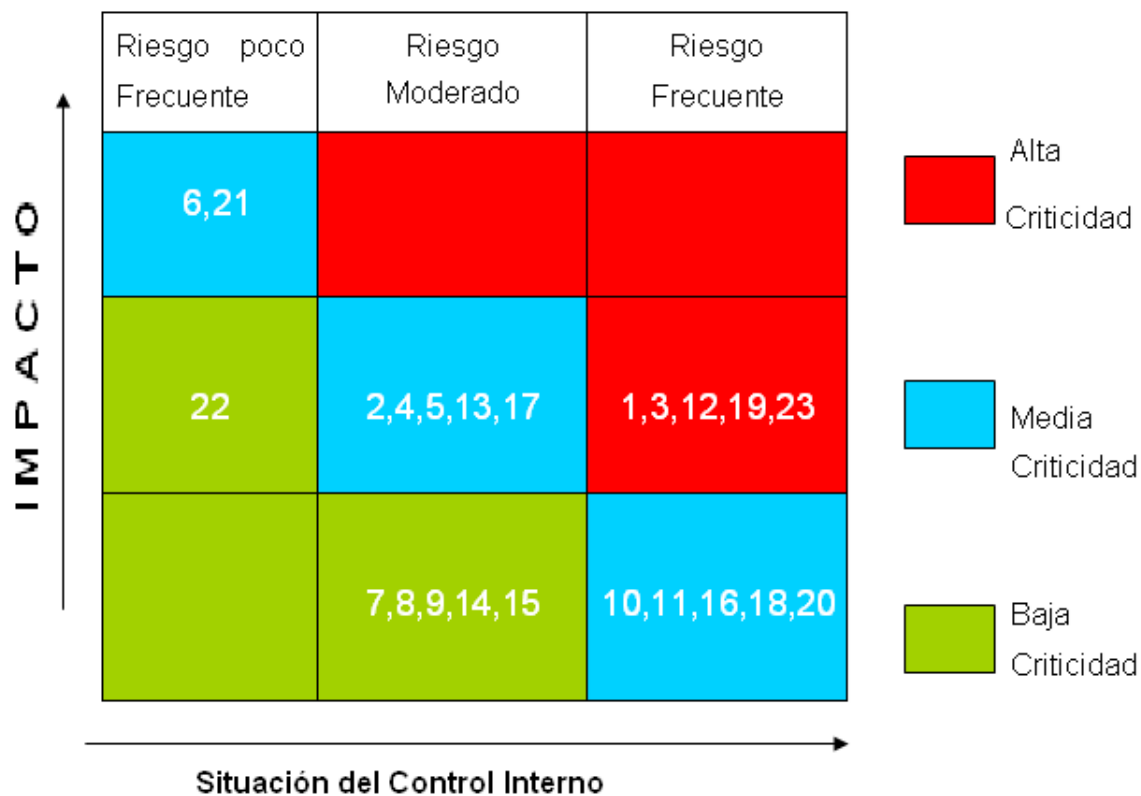 Riesgo poco
Frecuente
Riesgo
Moderado
Riesgo
Frecuente
IMPACTO
6,21
22
2,4,5,13,17
1,3,12,19,23
7,8,9,14,15
10,11,16,18,20
Alta
Criticidad
Media
Criticidad
Baja
Criticidad
Situación del Control Interno